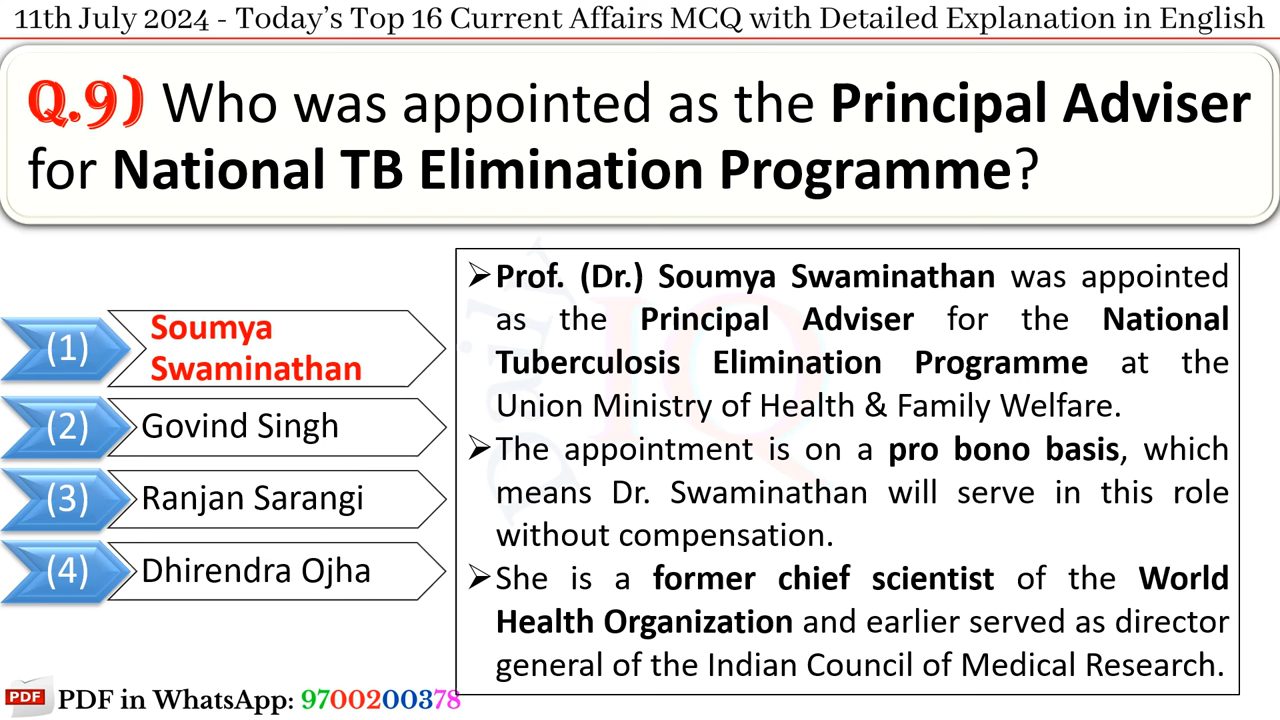 11th July 2024 - Today's Top 16 Current Affairs MCQ with Detailed Explanation in English
Q.9) Who was appointed as the Principal Adviser
for National TB Elimination Programme?
(1) Soumya
Swaminathan
(2) Govind Singh
(3) Ranjan Sarangi
(4) Dhirendra Ojha
➢Prof. (Dr.) Soumya Swaminathan was appointed
as the Principal Adviser for the National
Tuberculosis Elimination Programme at the
Union Ministry of Health & Family Welfare.
➢The appointment is on a pro bono basis, which
means Dr. Swaminathan will serve in this role
without compensation.
➢She is a former chief scientist of the World
Health Organization and earlier served as director
general of the Indian Council of Medical Research.
Daily
IQ
PDF PDF in WhatsApp: 9700200378